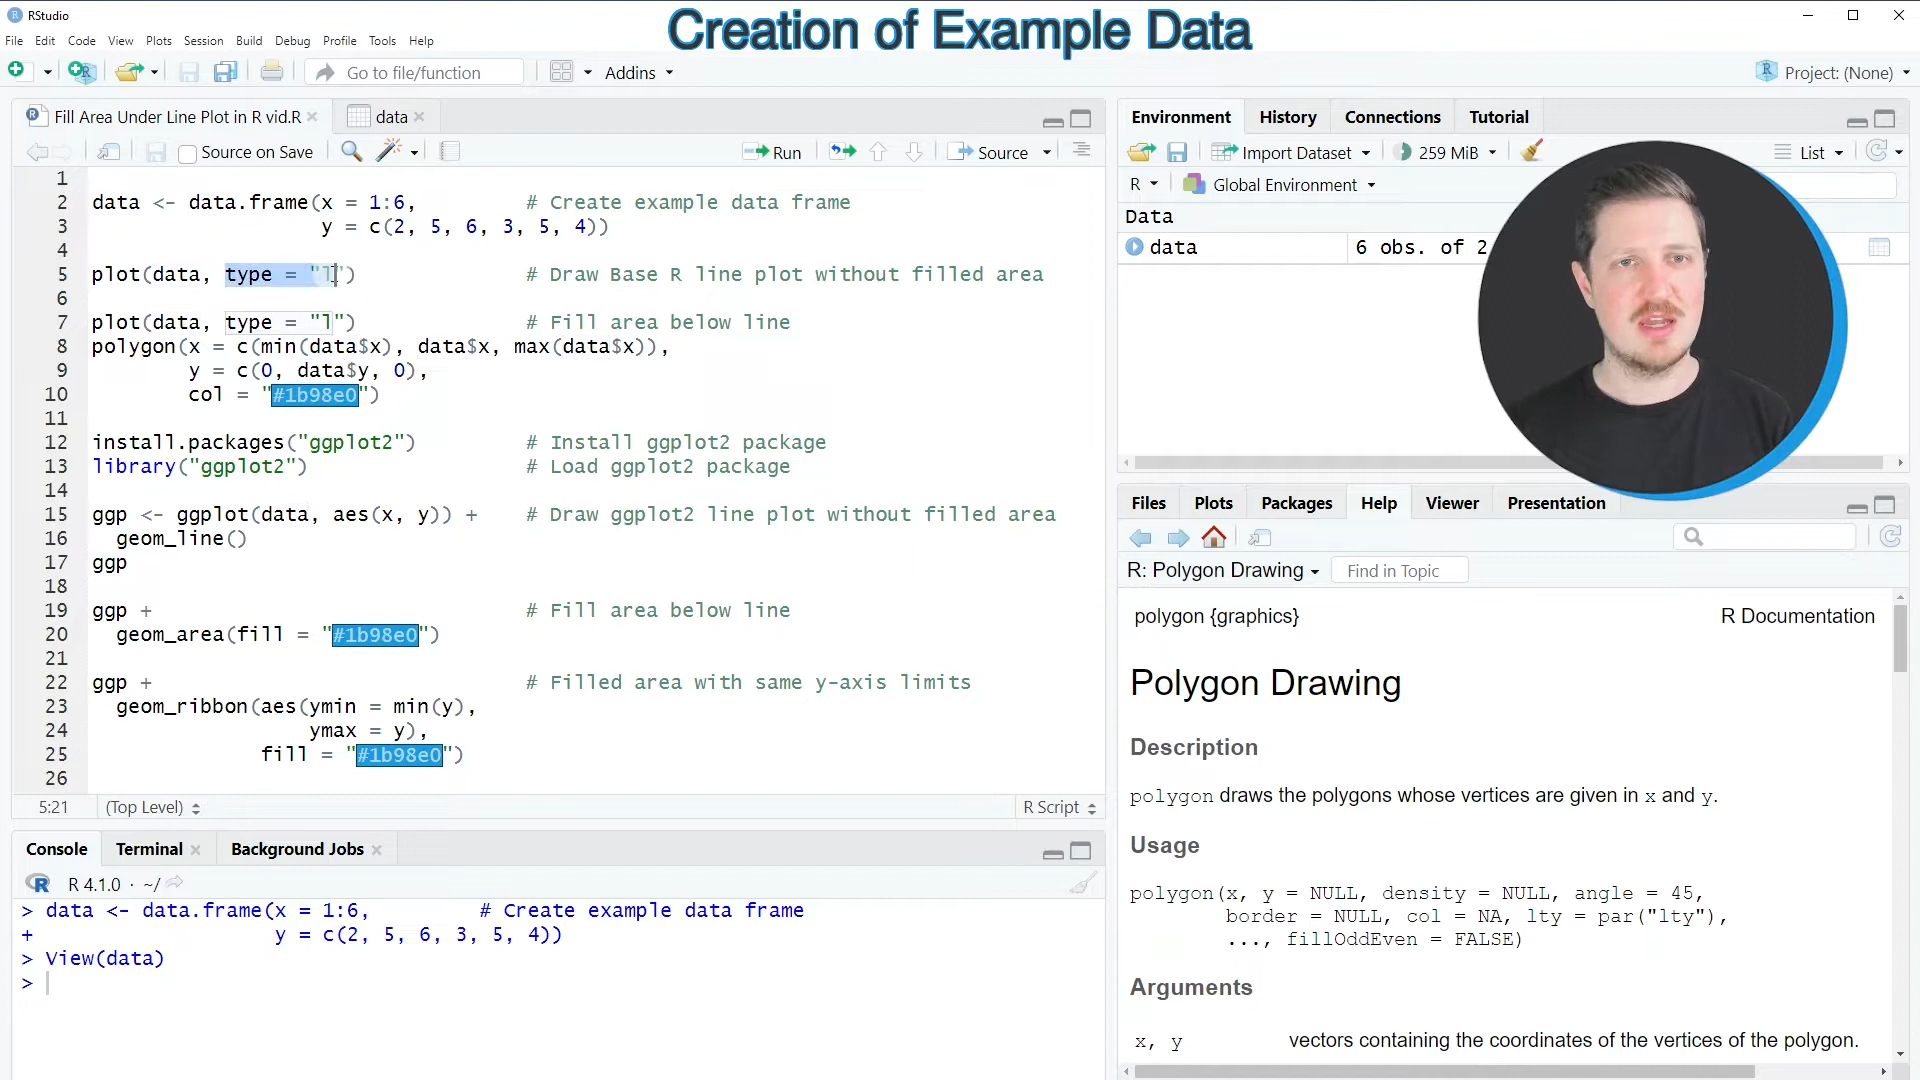 RStudio
Creation of Example Data
File Edit Code View Plots Session Build Debug Profile Tools Help
Go to file/function Addins Project: (None)
Fill Area Under Line Plot in R vid.R data
Source on Save Run Source
1
2 data <- data.frame(x = 1:6, # Create example data frame
3 y = c(2, 5, 6, 3, 5, 4))
4
5 plot(data, type = "l") # Draw Base R line plot without filled area
6
7 plot(data, type = "l") # Fill area below line
8 polygon(x = c(min(data$x), data$x, max(data$x)),
9 y = c(0, data$y, 0),
10 col = "#1b98e0")
11
12 install.packages("ggplot2") # Install ggplot2 package
13 library("ggplot2") # Load ggplot2 package
14
15 ggp <- ggplot(data, aes(x, y)) + # Draw ggplot2 line plot without filled area
16 geom_line()
17 ggp
18
19 ggp + # Fill area below line
20 geom_area(fill = "#1b98e0")
21
22 ggp + # Filled area with same y-axis limits
23 geom_ribbon(aes(ymin = min(y),
24 ymax = y),
25 fill = "#1b98e0")
26
5:21 (Top Level) R Script
Console Terminal Background Jobs
R R 4.1.0 · ~/
> data <- data.frame(x = 1:6, # Create example data frame
+ y = c(2, 5, 6, 3, 5, 4))
> View(data)
>
Environment History Connections Tutorial
Import Dataset 259 MiB List
R Global Environment
Data
data 6 obs. of 2
Files Plots Packages Help Viewer Presentation
R: Polygon Drawing Find in Topic
polygon {graphics} R Documentation
Polygon Drawing
Description
polygon draws the polygons whose vertices are given in x and y.
Usage
polygon(x, y = NULL, density = NULL, angle = 45,
border = NULL, col = NA, lty = par("lty"),
..., fillOddEven = FALSE)
Arguments
x, y vectors containing the coordinates of the vertices of the polygon.